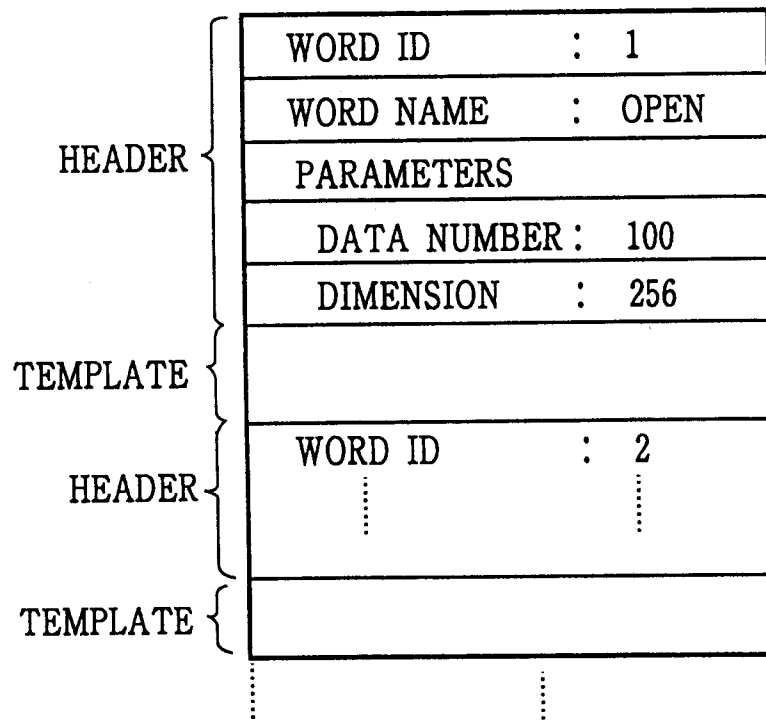 WORD ID : 1
WORD NAME : OPEN
HEADER
PARAMETERS
DATA NUMBER : 100
DIMENSION : 256
TEMPLATE
WORD ID : 2
HEADER
TEMPLATE